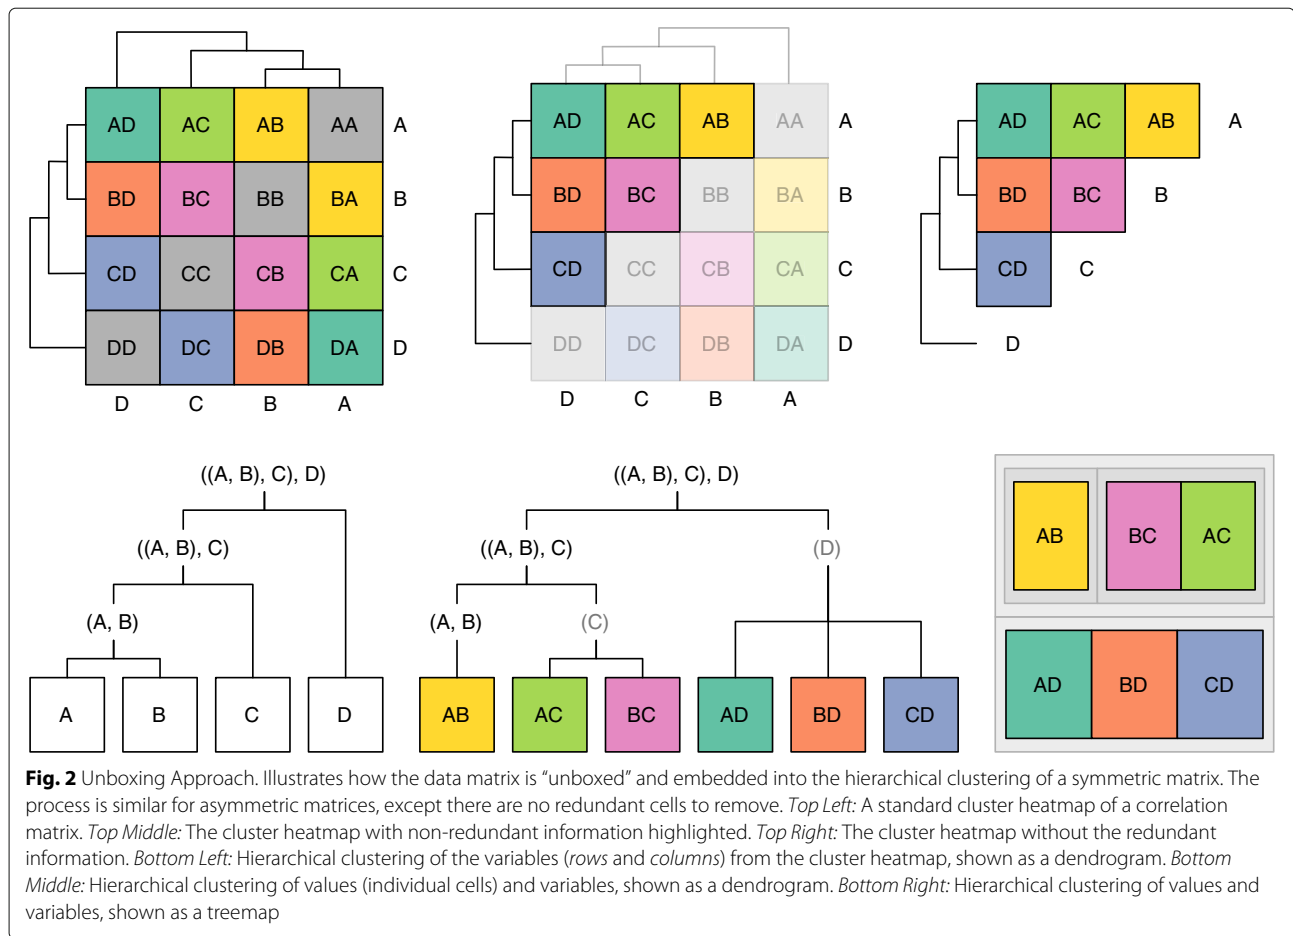 AD AC AB AA A
BD BC BB BA B
CD CC CB CA C
DD DC DB DA D
D C B A
AD AC AB AA A
BD BC BB BA B
CD CC CB CA C
DD DC DB DA D
D C B A
AD AC AB A
BD BC B
CD C
D
((A, B), C), D)
((A, B), C)
(A, B)
A B C D
((A, B), C), D)
((A, B), C) (D)
(A, B) (C)
AB AC BC AD BD CD
AB BC AC
AD BD CD
Fig. 2 Unboxing Approach. Illustrates how the data matrix is “unboxed” and embedded into the hierarchical clustering of a symmetric matrix. The
process is similar for asymmetric matrices, except there are no redundant cells to remove. Top Left: A standard cluster heatmap of a correlation
matrix. Top Middle: The cluster heatmap with non-redundant information highlighted. Top Right: The cluster heatmap without the redundant
information. Bottom Left: Hierarchical clustering of the variables (rows and columns) from the cluster heatmap, shown as a dendrogram. Bottom
Middle: Hierarchical clustering of values (individual cells) and variables, shown as a dendrogram. Bottom Right: Hierarchical clustering of values and
variables, shown as a treemap